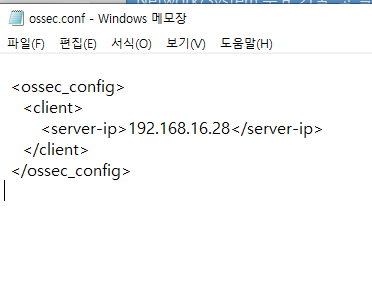 ossec.conf - Windows 메모장
파일(F) 편집(E) 서식(O) 보기(V) 도움말(H)
<ossec_config>
<client>
<server-ip>192.168.16.28</server-ip>
</client>
</ossec_config>